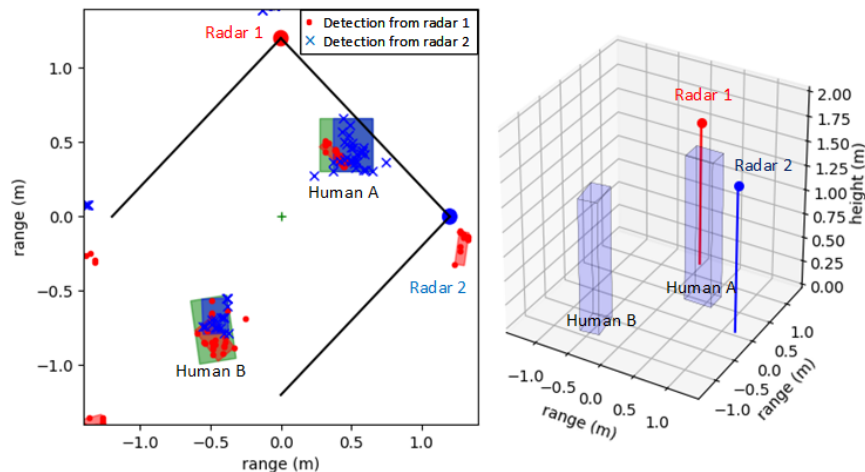 Radar 1
Detection from radar 1
Detection from radar 2
1.0
0.5
0.0
−0.5
−1.0
range (m)
Human A
Radar 2
Human B
−1.0
−0.5
0.0
0.5
1.0
range (m)
Radar 1
Radar 2
Human A
Human B
2.00
1.75
1.50
1.25
1.00
0.75
0.50
0.25
0.00
height (m)
−1.0
−0.5
0.0
0.5
1.0
range (m)
1.0
0.5
0.0
−0.5
−1.0
range (m)